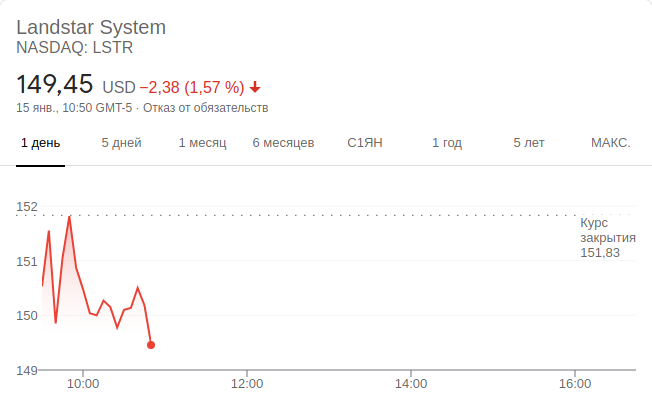 Landstar System
NASDAQ: LSTR
149,45 USD −2,38 (1,57 %)
15 янв., 10:50 GMT-5 · Отказ от обязательств
1 день 5 дней 1 месяц 6 месяцев С1ЯН 1 год 5 лет МАКС.
152
Курс
закрытия
151,83
151
150
149
10:00 12:00 14:00 16:00